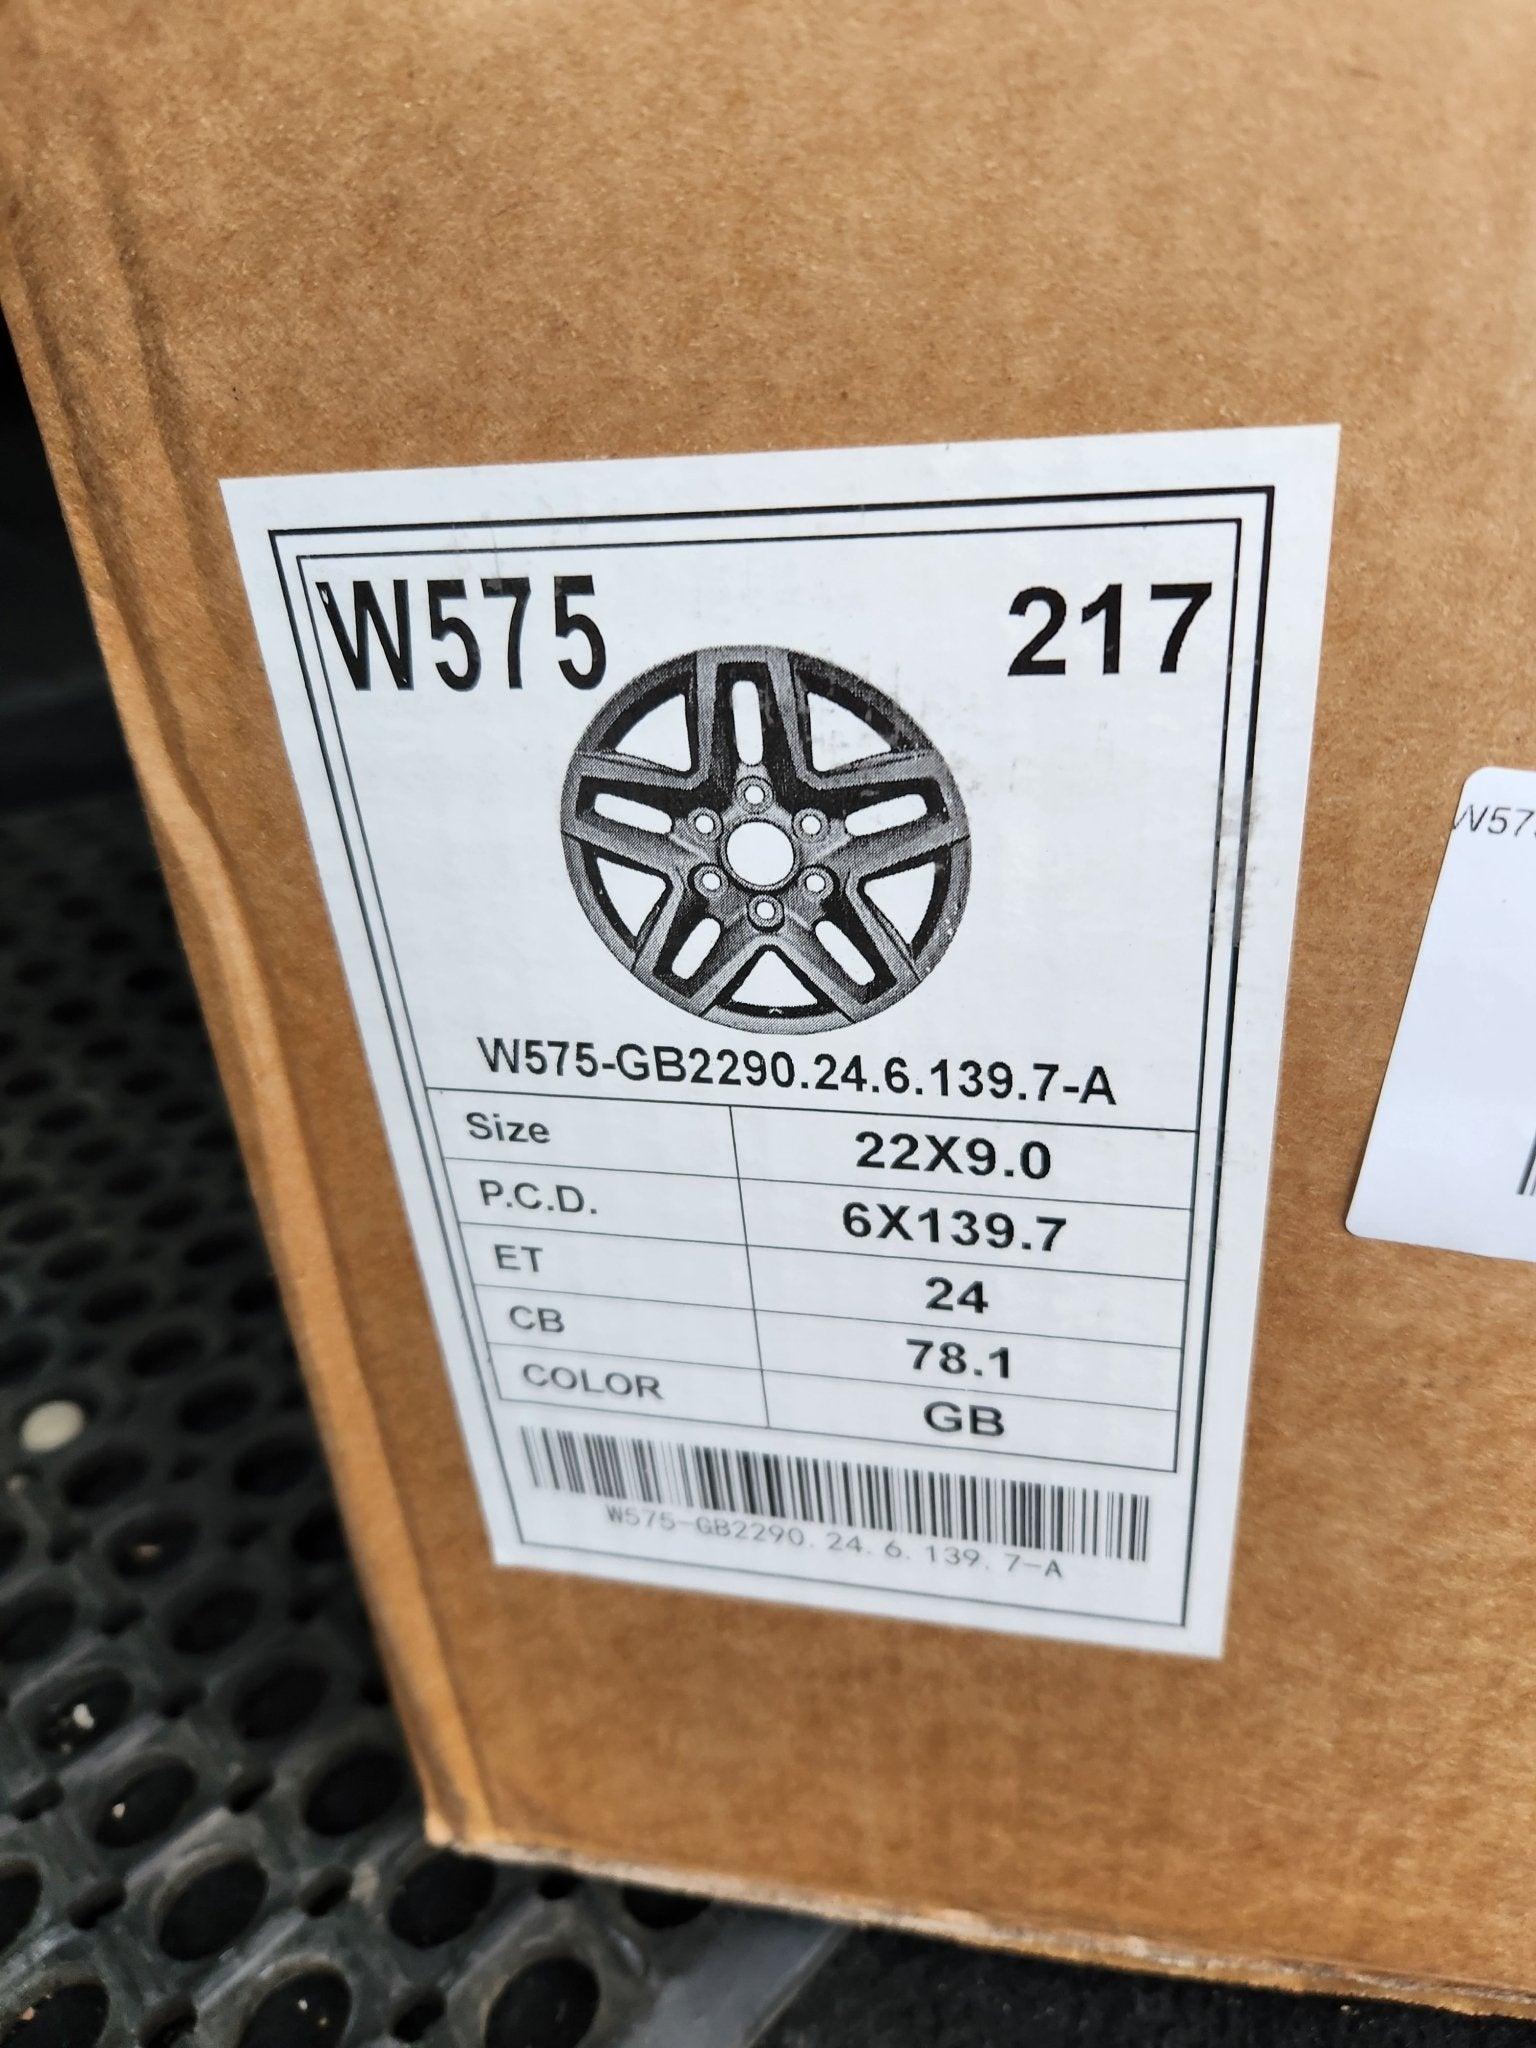 W575 217
W575-GB2290.24.6.139.7-A
Size 22X9.0
P.C.D. 6X139.7
ET 24
CB 78.1
COLOR GB
W575-GB2290.24.6.139.7-A
W57